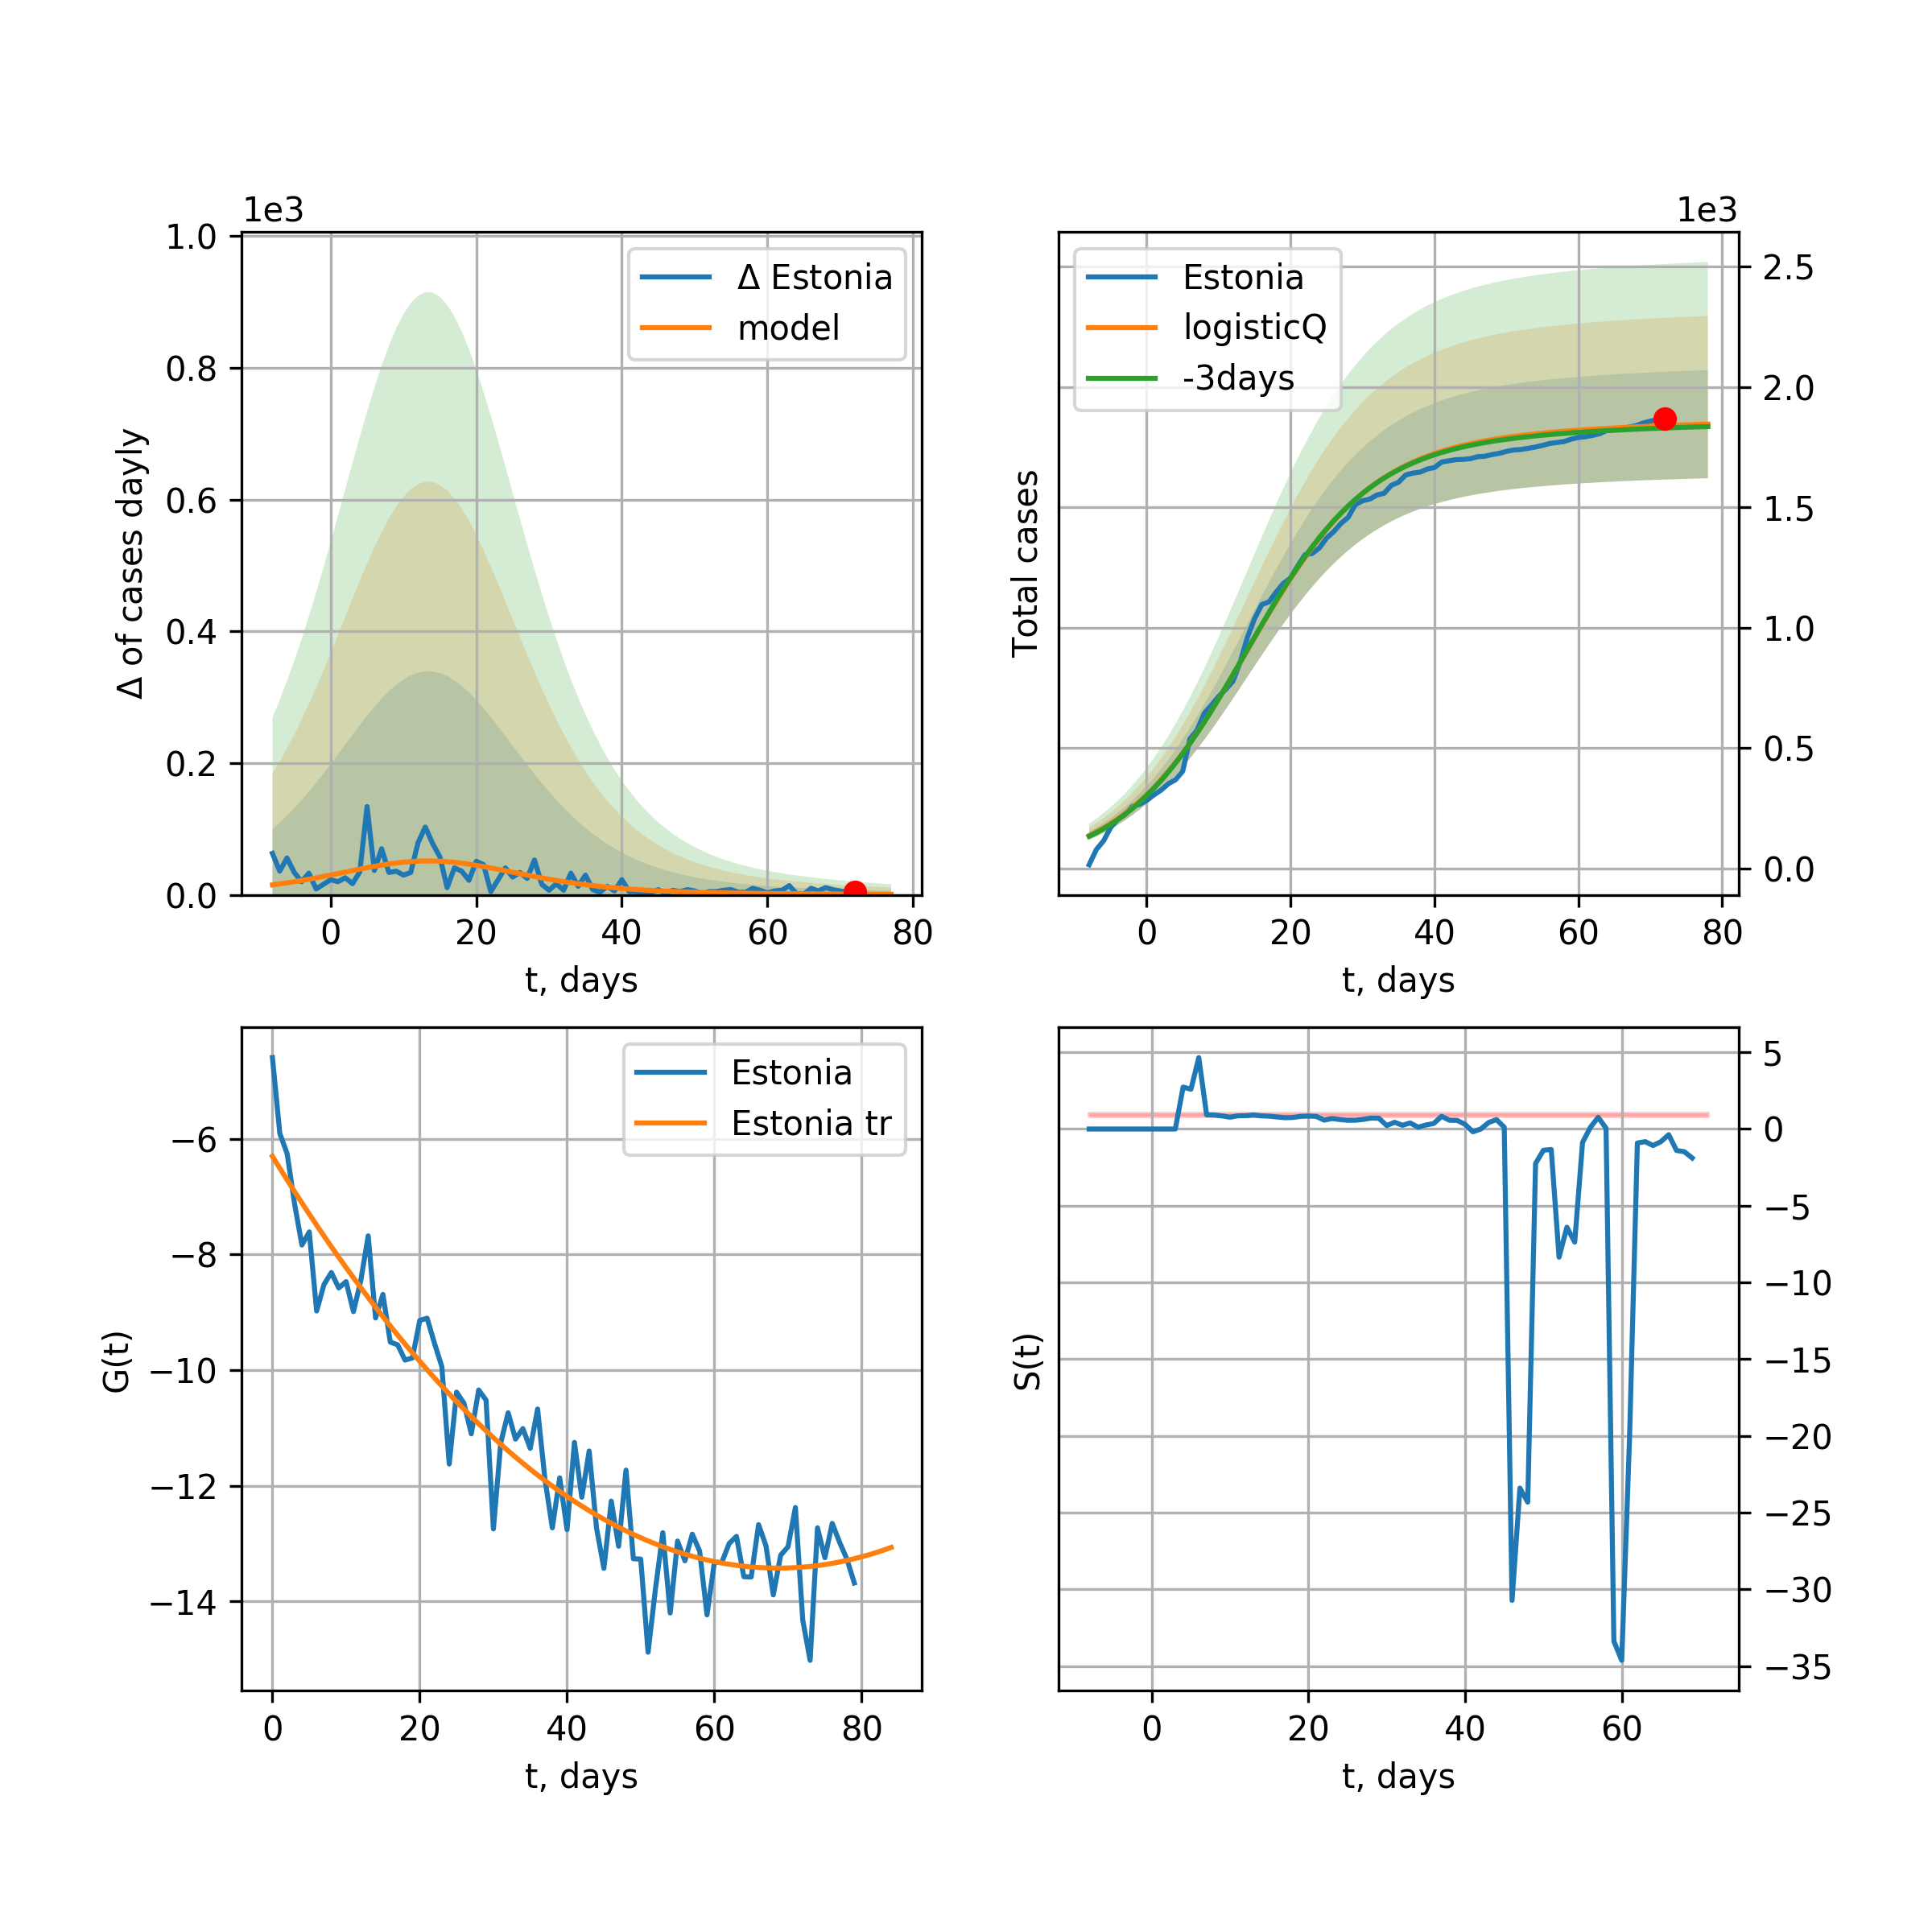 1e3
1.0
0.8
0.6
0.4
0.2
0.0
Δ of cases dayly
0 20 40 60 80
t, days
Δ Estonia
model
1e3
Total cases
Estonia
logisticQ
-3days
2.5
2.0
1.5
1.0
0.5
0.0
0 20 40 60 80
t, days
G(t)
−6
−8
−10
−12
−14
Estonia
Estonia tr
0 20 40 60 80
t, days
S(t)
5
0
−5
−10
−15
−20
−25
−30
−35
0 20 40 60
t, days